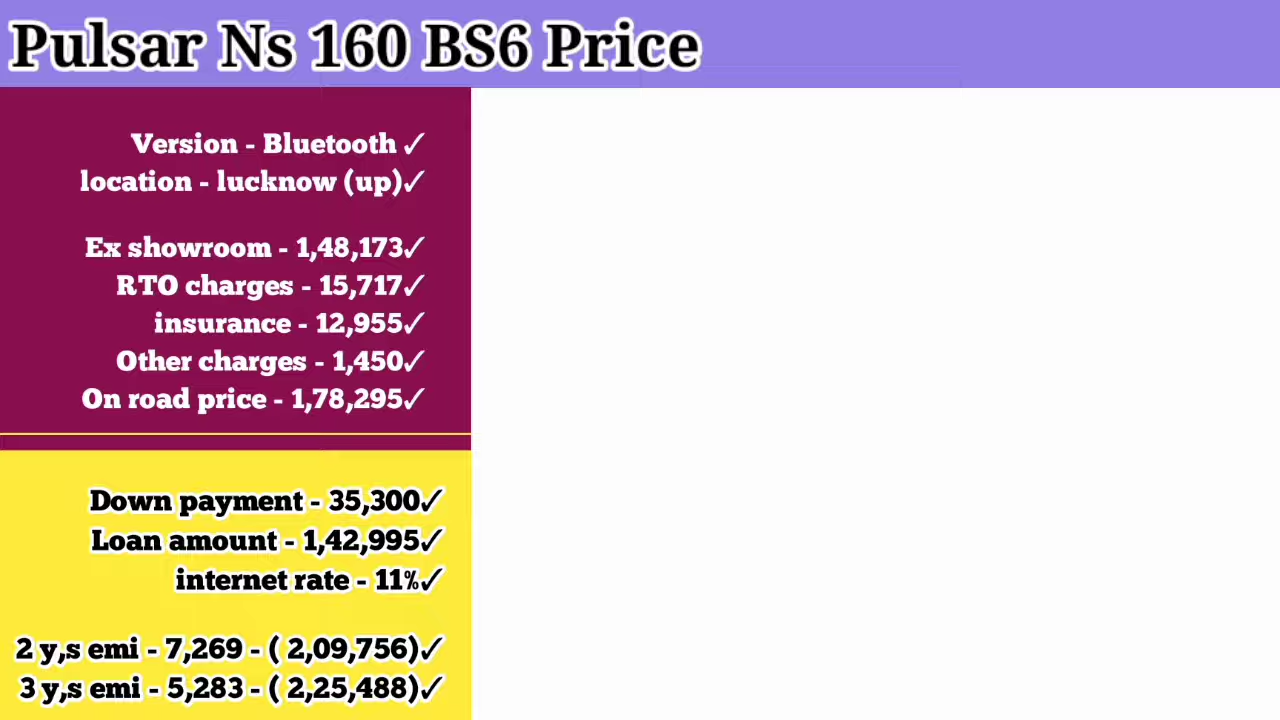 Pulsar Ns 160 BS6 Price
Version - Bluetooth ✓
location - lucknow (up)✓
Ex showroom - 1,48,173✓
RTO charges - 15,717✓
insurance - 12,955✓
Other charges - 1,450✓
On road price - 1,78,295✓
Down payment - 35,300✓
Loan amount - 1,42,995✓
internet rate - 11%✓
2 y,s emi - 7,269 - ( 2,09,756)✓
3 y,s emi - 5,283 - ( 2,25,488)✓